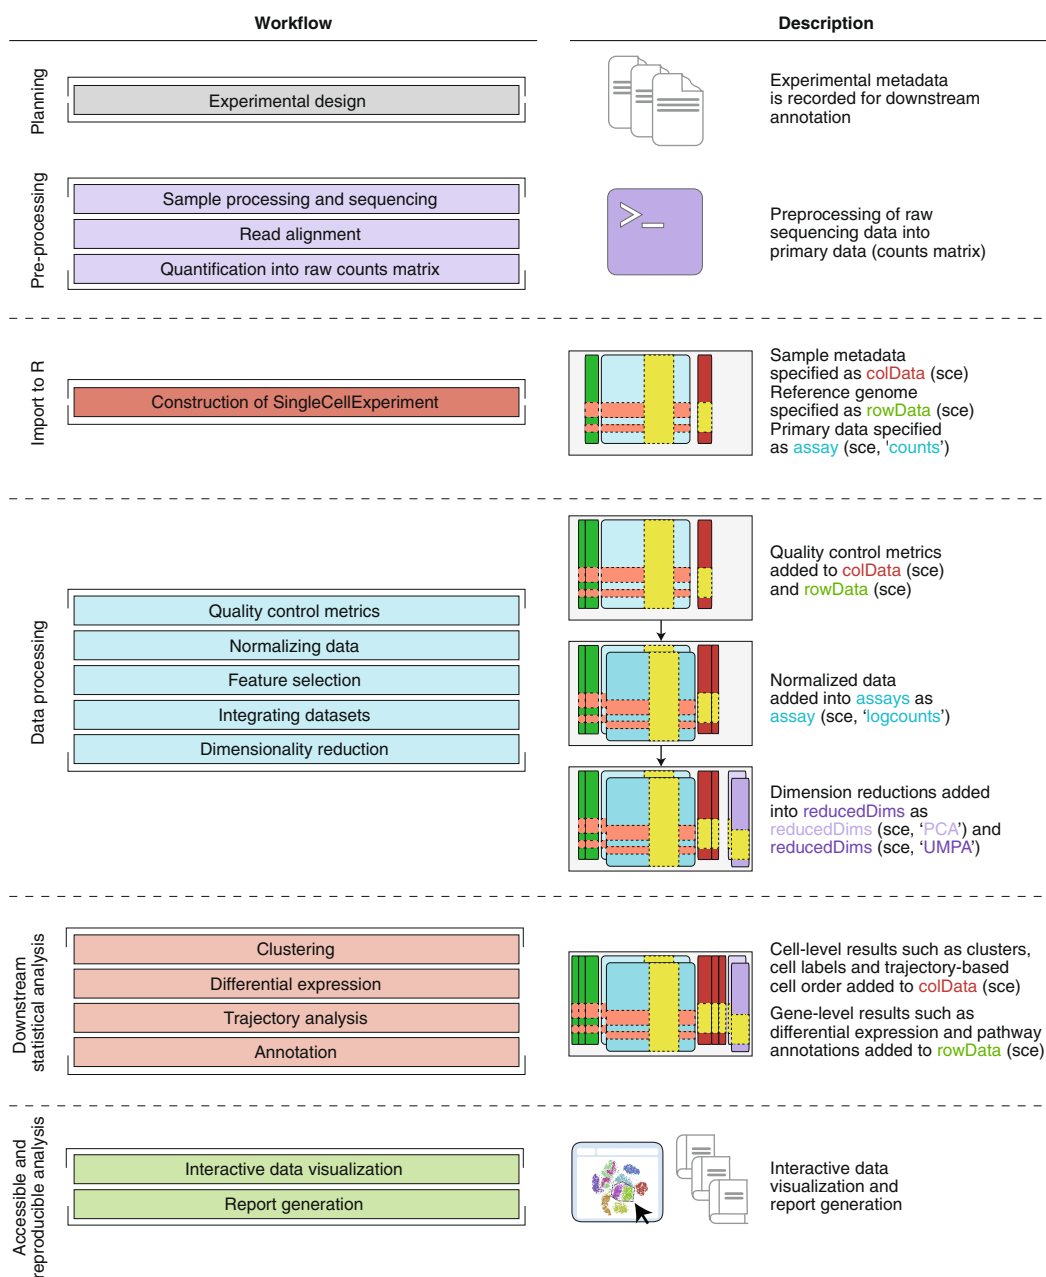 Workflow
Description
Planning
Experimental design
Experimental metadata
is recorded for downstream
annotation
Pre-processing
Sample processing and sequencing
Read alignment
Quantification into raw counts matrix
>_
Preprocessing of raw
sequencing data into
primary data (counts matrix)
Import to R
Construction of SingleCellExperiment
Sample metadata
specified as colData (sce)
Reference genome
specified as rowData (sce)
Primary data specified
as assay (sce, 'counts’)
Data processing
Quality control metrics
Normalizing data
Feature selection
Integrating datasets
Dimensionality reduction
Quality control metrics
added to colData (sce)
and rowData (sce)
Normalized data
added into assays as
assay (sce, ‘logcounts’)
Dimension reductions added
into reducedDims as
reducedDims (sce, ‘PCA’) and
reducedDims (sce, ‘UMPA’)
Downstream
statistical analysis
Clustering
Differential expression
Trajectory analysis
Annotation
Cell-level results such as clusters,
cell labels and trajectory-based
cell order added to colData (sce)
Gene-level results such as
differential expression and pathway
annotations added to rowData (sce)
Accessible and
reproducible analysis
Interactive data visualization
Report generation
Interactive data
visualization and
report generation